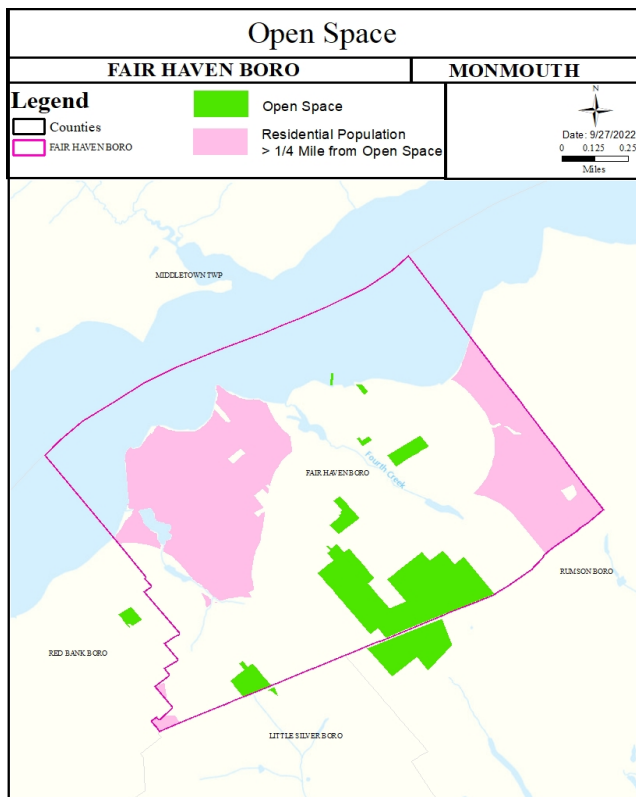 Open Space
FAIR HAVEN BORO
MONMOUTH
Legend
Counties
FAIR HAVEN BORO
Open Space
Residential Population
> 1/4 Mile from Open Space
N
Date: 9/27/2022
0 0.125 0.25
Miles
MIDDLETOWN TWP
Fourth Creek
FAIR HAVEN BORO
RUMSON BORO
RED BANK BORO
LITTLE SILVER BORO